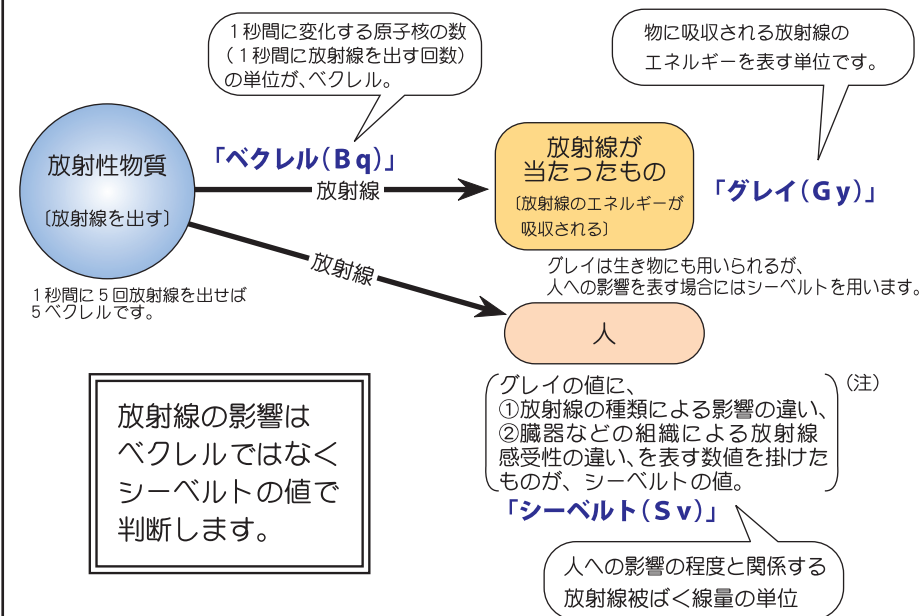 1秒間に変化する原子核の数
(1秒間に放射線を出す回数)
の単位が、ベクレル。
物に吸収される放射線の
エネルギーを表す単位です。
放射性物質
〔放射線を出す〕
「ベクレル(Bq)」
放射線
放射線が
当たったもの
〔放射線のエネルギーが
吸収される〕
「グレイ(Gy)」
1秒間に5回放射線を出せば
5ベクレルです。
放射線
グレイは生き物にも用いられるが、
人への影響を表す場合にはシーベルトを用います。
人
グレイの値に、
①放射線の種類による影響の違い、
②臓器などの組織による放射線
感受性の違い、を表す数値を掛けた
ものが、シーベルトの値。
(注)
「シーベルト(Sv)」
放射線の影響は
ベクレルではなく
シーベルトの値で
判断します。
人への影響の程度と関係する
放射線被ばく線量の単位